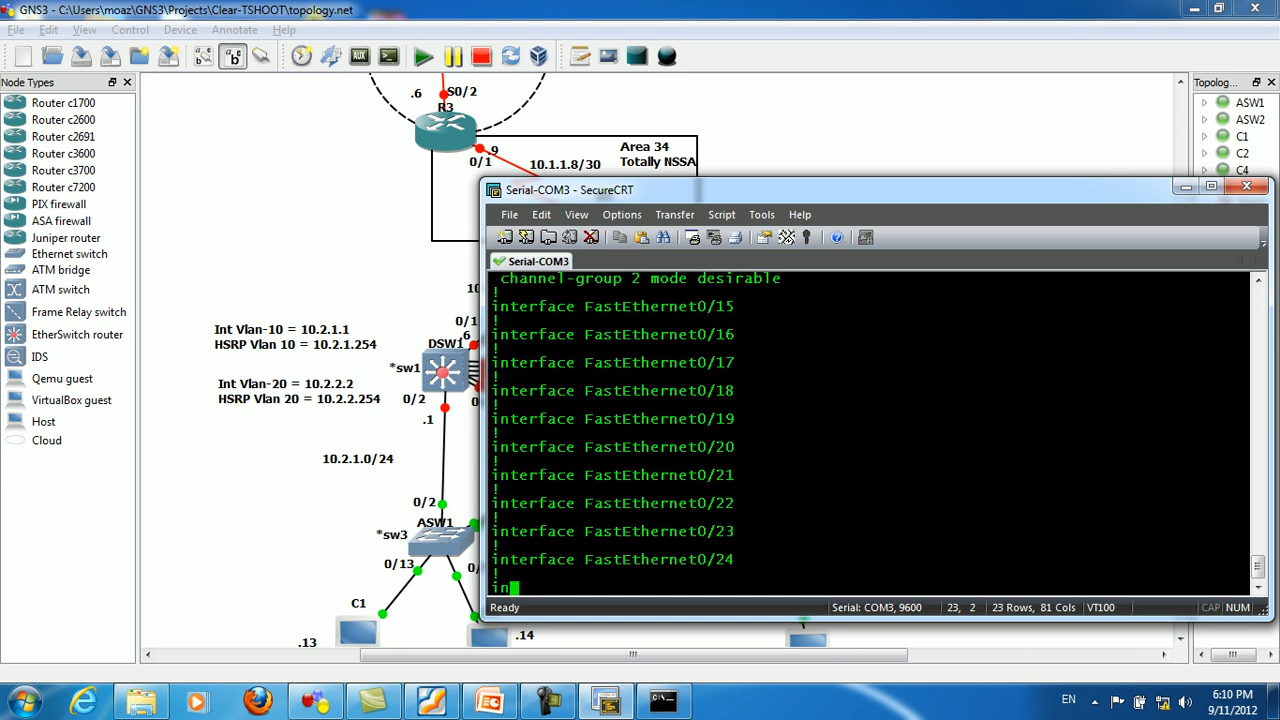 GNS3 - C:\Users\moaz\GNS3\Projects\Clear-TSHOOT\topology.net
File Edit View Control Device Annotate Help
Node Types
Router c1700
Router c2600
Router c2691
Router c3600
Router c3700
Router c7200
PIX firewall
ASA firewall
Juniper router
Ethernet switch
ATM bridge
ATM switch
Frame Relay switch
EtherSwitch router
IDS
Qemu guest
VirtualBox guest
Host
Cloud
.6
S0/2
R3
.9
0/1
10.1.1.8/30
Area 34
Totally NSSA
Int Vlan-10 = 10.2.1.1
HSRP Vlan 10 = 10.2.1.254
Int Vlan-20 = 10.2.2.2
HSRP Vlan 20 = 10.2.2.254
10
0/1
.6
DSW1
*sw1
0/2
.1
10.2.1.0/24
0/2
ASW1
*sw3
0/13
C1
.13
.14
Topolog...
ASW1
ASW2
C1
C2
C4
Serial-COM3 - SecureCRT
File Edit View Options Transfer Script Tools Help
Serial-COM3
channel-group 2 mode desirable
!
interface FastEthernet0/15
!
interface FastEthernet0/16
!
interface FastEthernet0/17
!
interface FastEthernet0/18
!
interface FastEthernet0/19
!
interface FastEthernet0/20
!
interface FastEthernet0/21
!
interface FastEthernet0/22
!
interface FastEthernet0/23
!
interface FastEthernet0/24
!
in
Ready Serial: COM3, 9600 23, 2 23 Rows, 81 Cols VT100 CAP NUM
EN
6:10 PM
9/11/2012